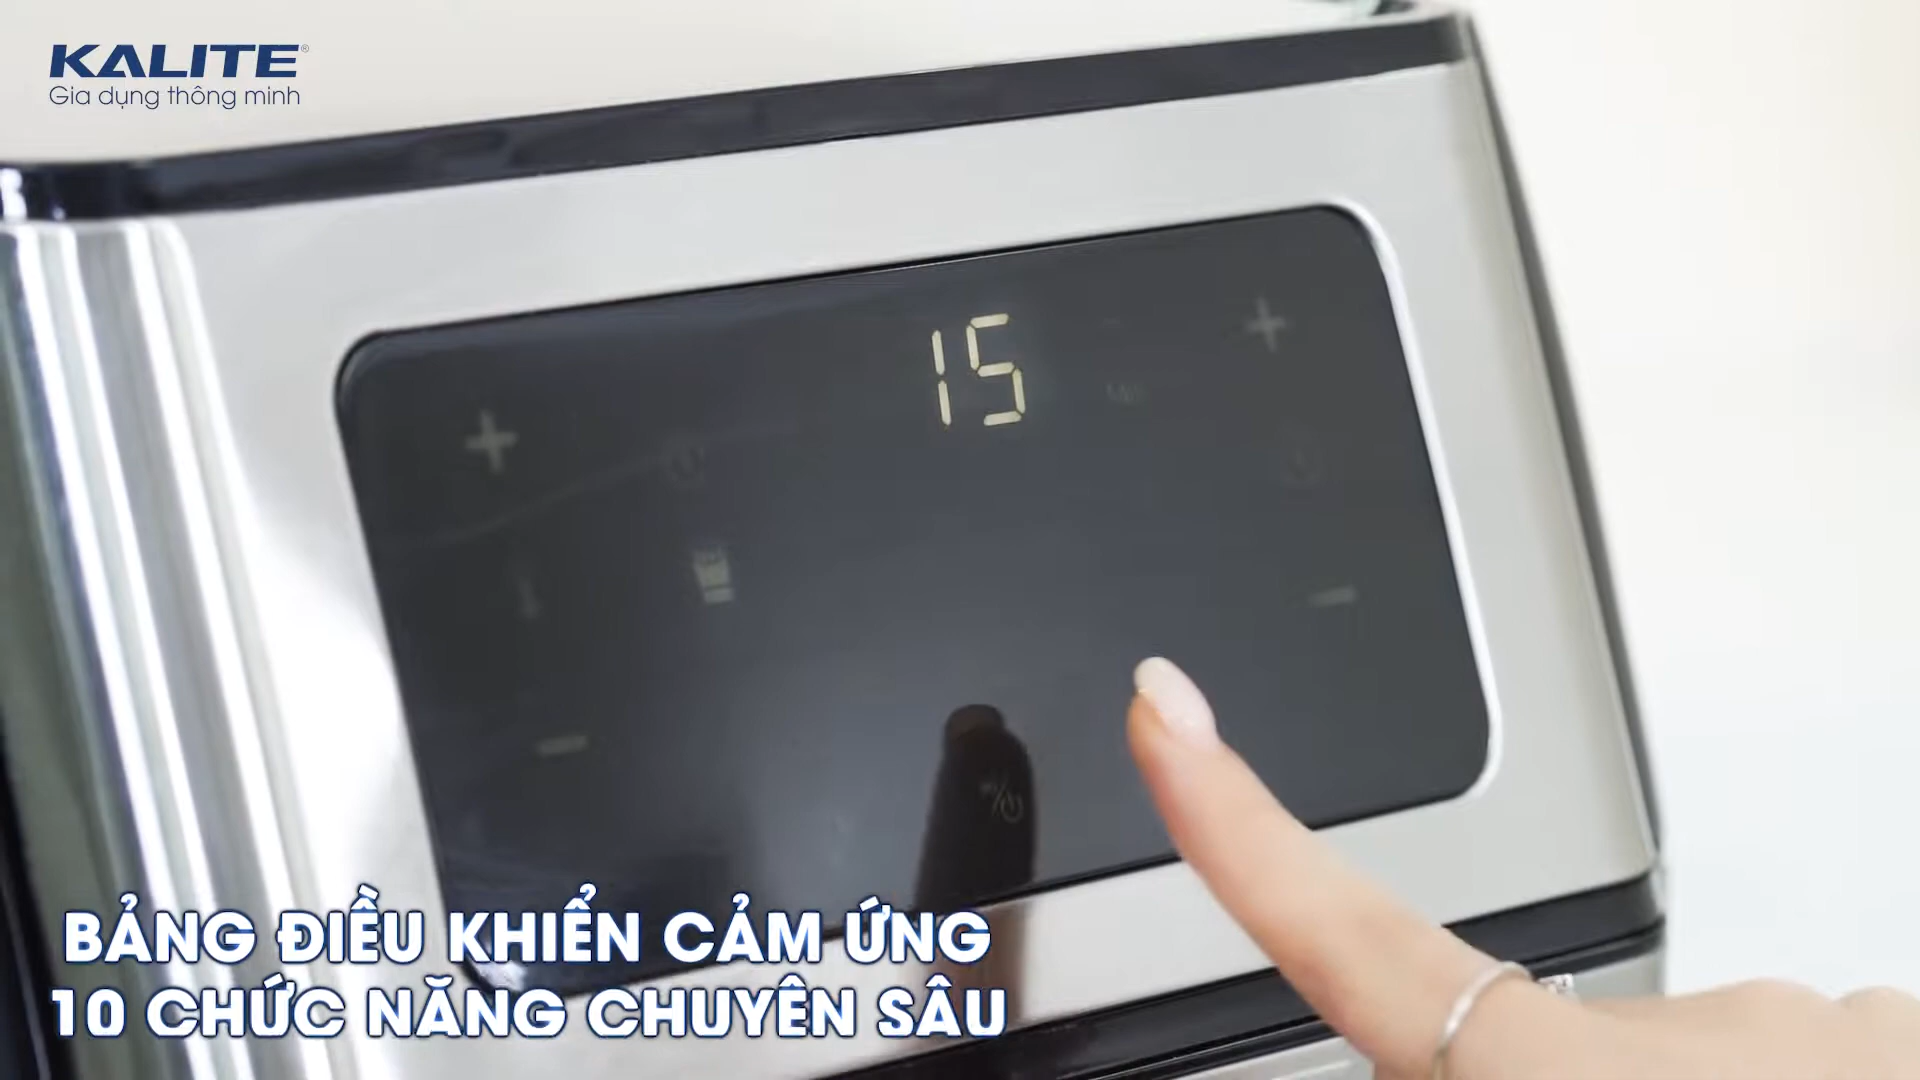 KALITE®
Gia dụng thông minh
15
BẢNG ĐIỀU KHIỂN CẢM ỨNG
10 CHỨC NĂNG CHUYÊN SÂU